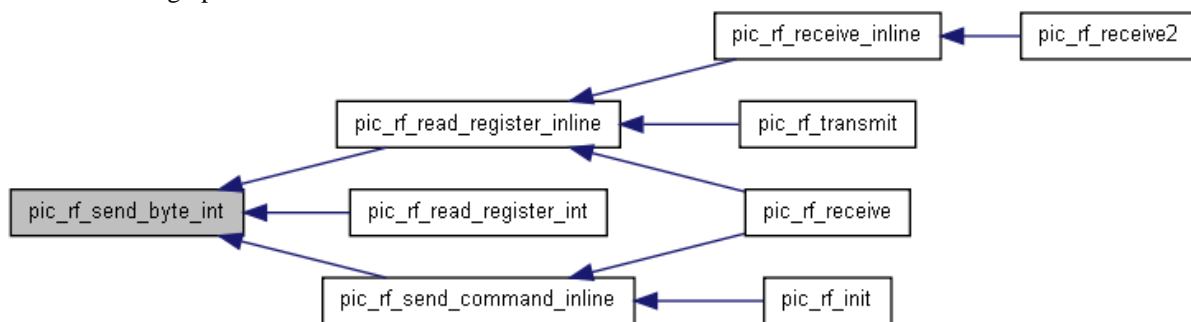 pic_rf_receive_inline
pic_rf_receive2
pic_rf_read_register_inline
pic_rf_transmit
pic_rf_send_byte_int
pic_rf_read_register_int
pic_rf_receive
pic_rf_send_command_inline
pic_rf_init